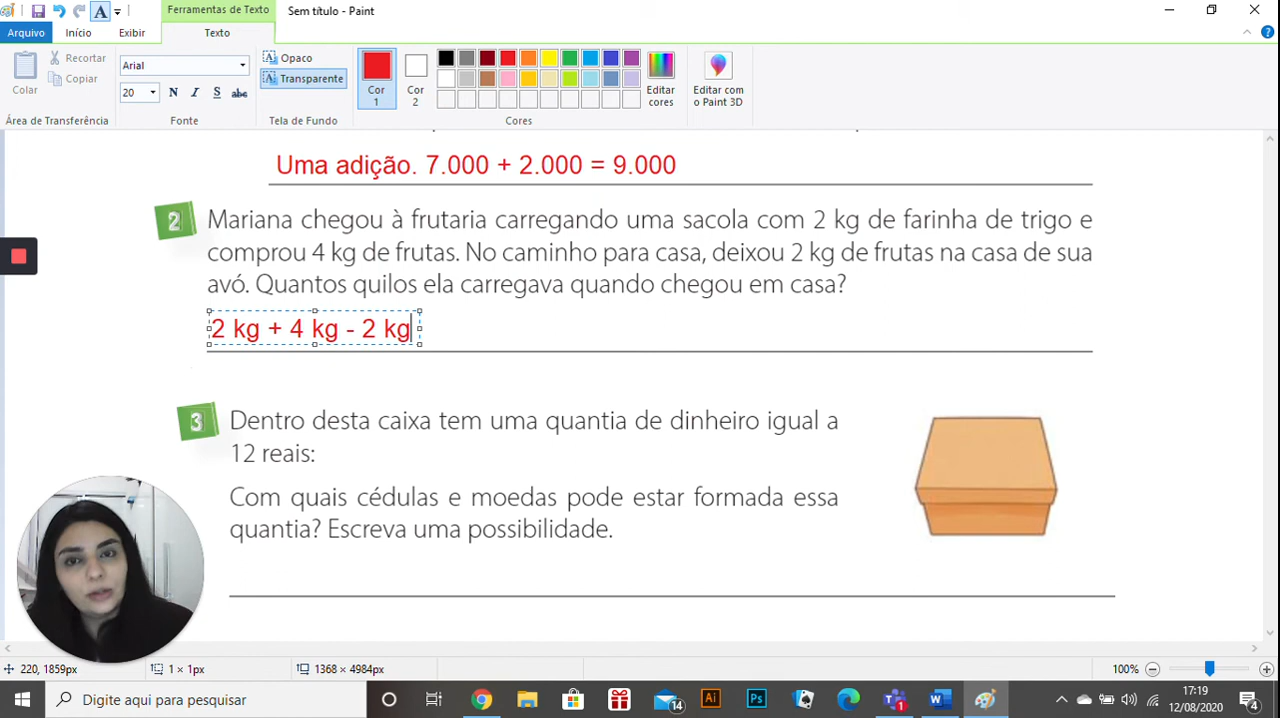 Ferramentas de Texto
Sem título - Paint
Arquivo
Início
Exibir
Texto
Colar
Recortar
Copiar
Área de Transferência
Arial
20
N I S abc
Fonte
Opaco
Transparente
Tela de Fundo
Cor 1
Cor 2
Cores
Editar cores
Editar com o Paint 3D
Uma adição. 7.000 + 2.000 = 9.000
2
Mariana chegou à frutaria carregando uma sacola com 2 kg de farinha de trigo e
comprou 4 kg de frutas. No caminho para casa, deixou 2 kg de frutas na casa de sua
avó. Quantos quilos ela carregava quando chegou em casa?
2 kg + 4 kg - 2 kg
3
Dentro desta caixa tem uma quantia de dinheiro igual a
12 reais:
Com quais cédulas e moedas pode estar formada essa
quantia? Escreva uma possibilidade.
220, 1859px
1 × 1px
1368 × 4984px
100%
Digite aqui para pesquisar
14
Ai
Ps
1
17:19
12/08/2020
4